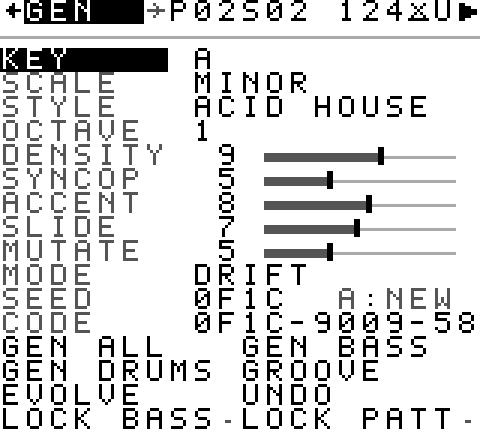 ←GEN →P02S02 124⚊U▶
KEY A
SCALE MINOR
STYLE ACID HOUSE
OCTAVE 1
DENSITY 9
SYNCOP 5
ACCENT 8
SLIDE 7
MUTATE 5
MODE DRIFT
SEED 0F1C A:NEW
CODE 0F1C-9009-58
GEN ALL GEN BASS
GEN DRUMS GROOVE
EVOLVE UNDO
LOCK BASS - LOCK PATT -